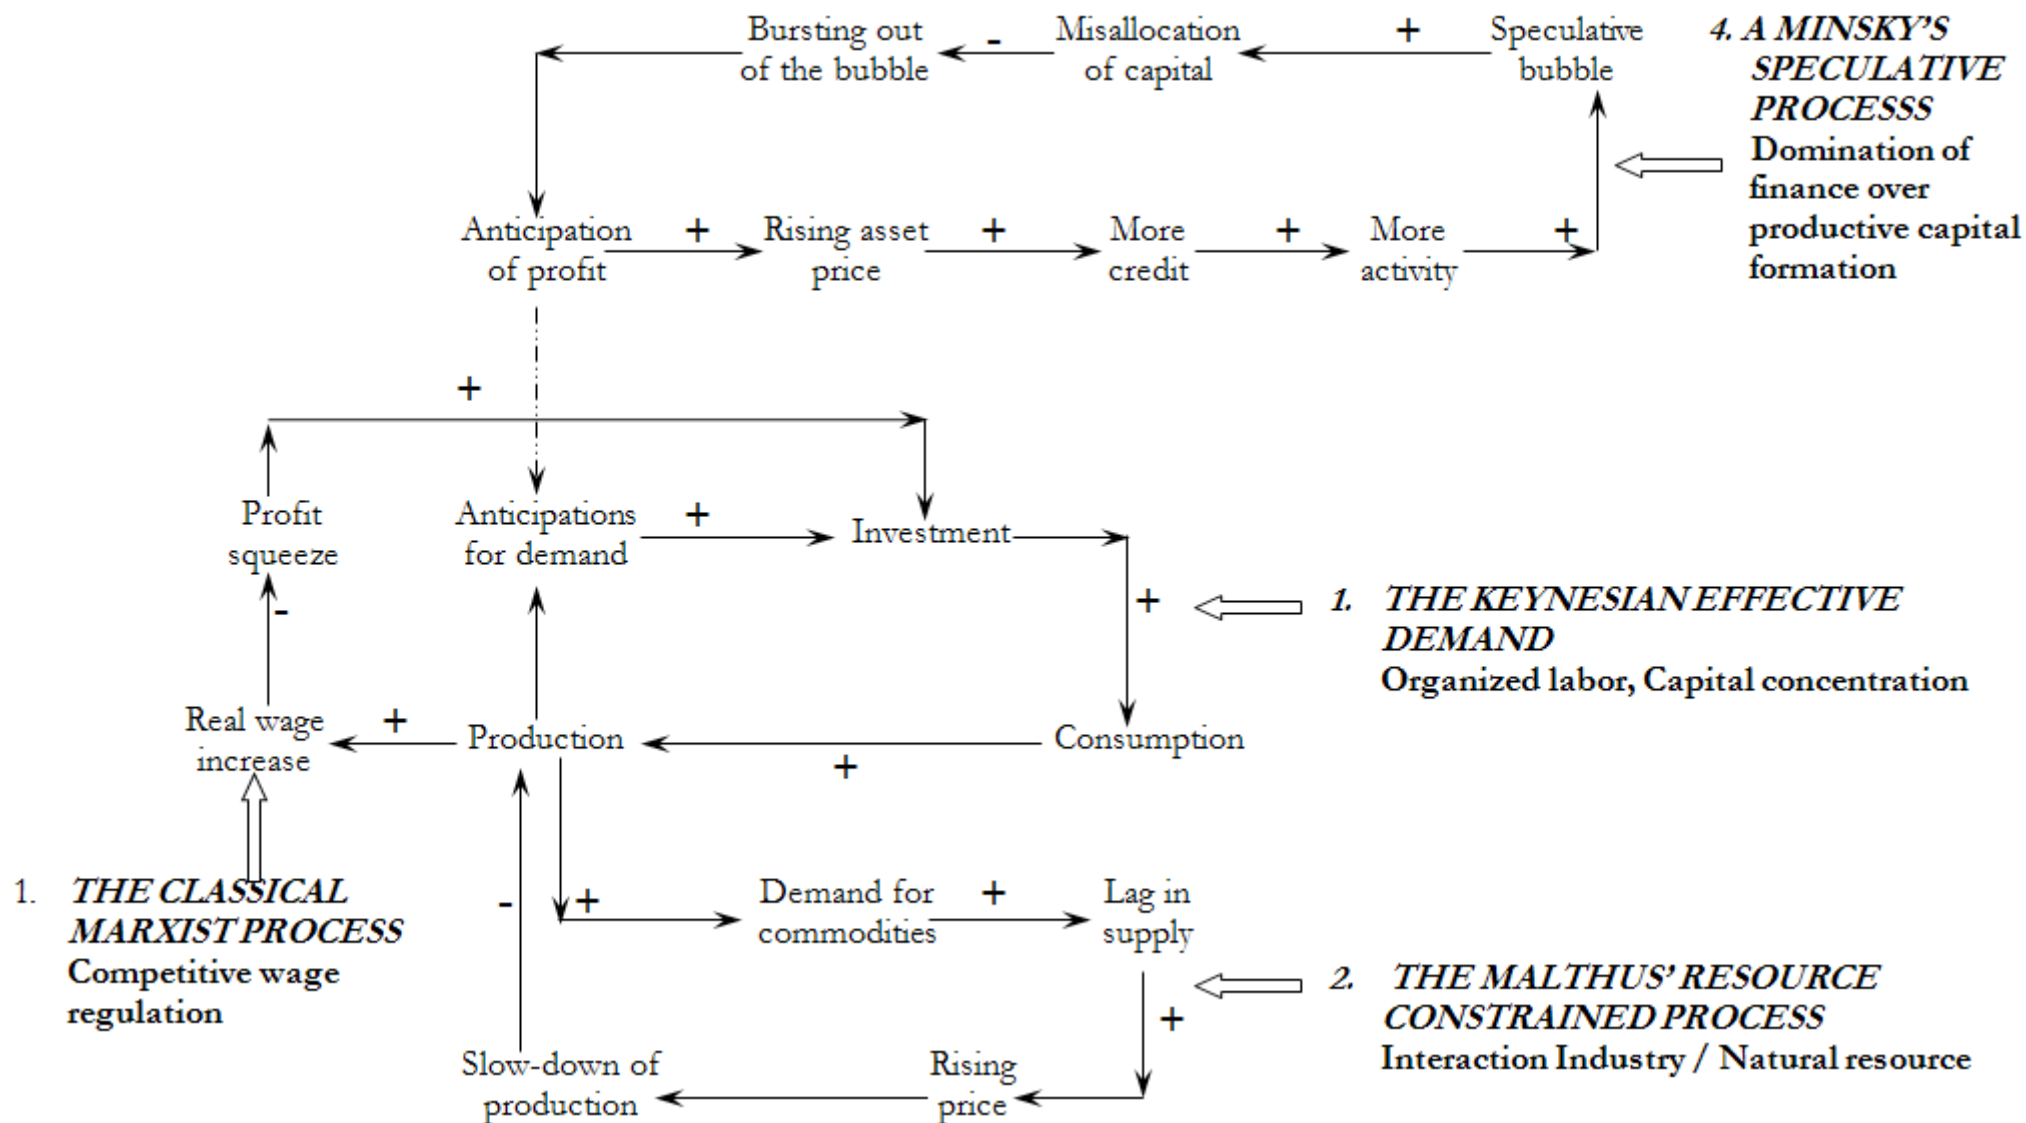 Bursting out
of the bubble
-
Misallocation
of capital
+
Speculative
bubble
4. A MINSKY'S
SPECULATIVE
PROCESSS
Domination of
finance over
productive capital
formation
Anticipation
of profit
+
Rising asset
price
+
More
credit
+
More
activity
+
+
Profit
squeeze
Anticipations
for demand
+
Investment
-
+
1. THE KEYNESIAN EFFECTIVE
DEMAND
Organized labor, Capital concentration
Real wage
increase
+
Production
+
Consumption
1. THE CLASSICAL
MARXIST PROCESS
Competitive wage
regulation
-
+
Demand for
commodities
+
Lag in
supply
+
2. THE MALTHUS' RESOURCE
CONSTRAINED PROCESS
Interaction Industry / Natural resource
Slow-down of
production
Rising
price